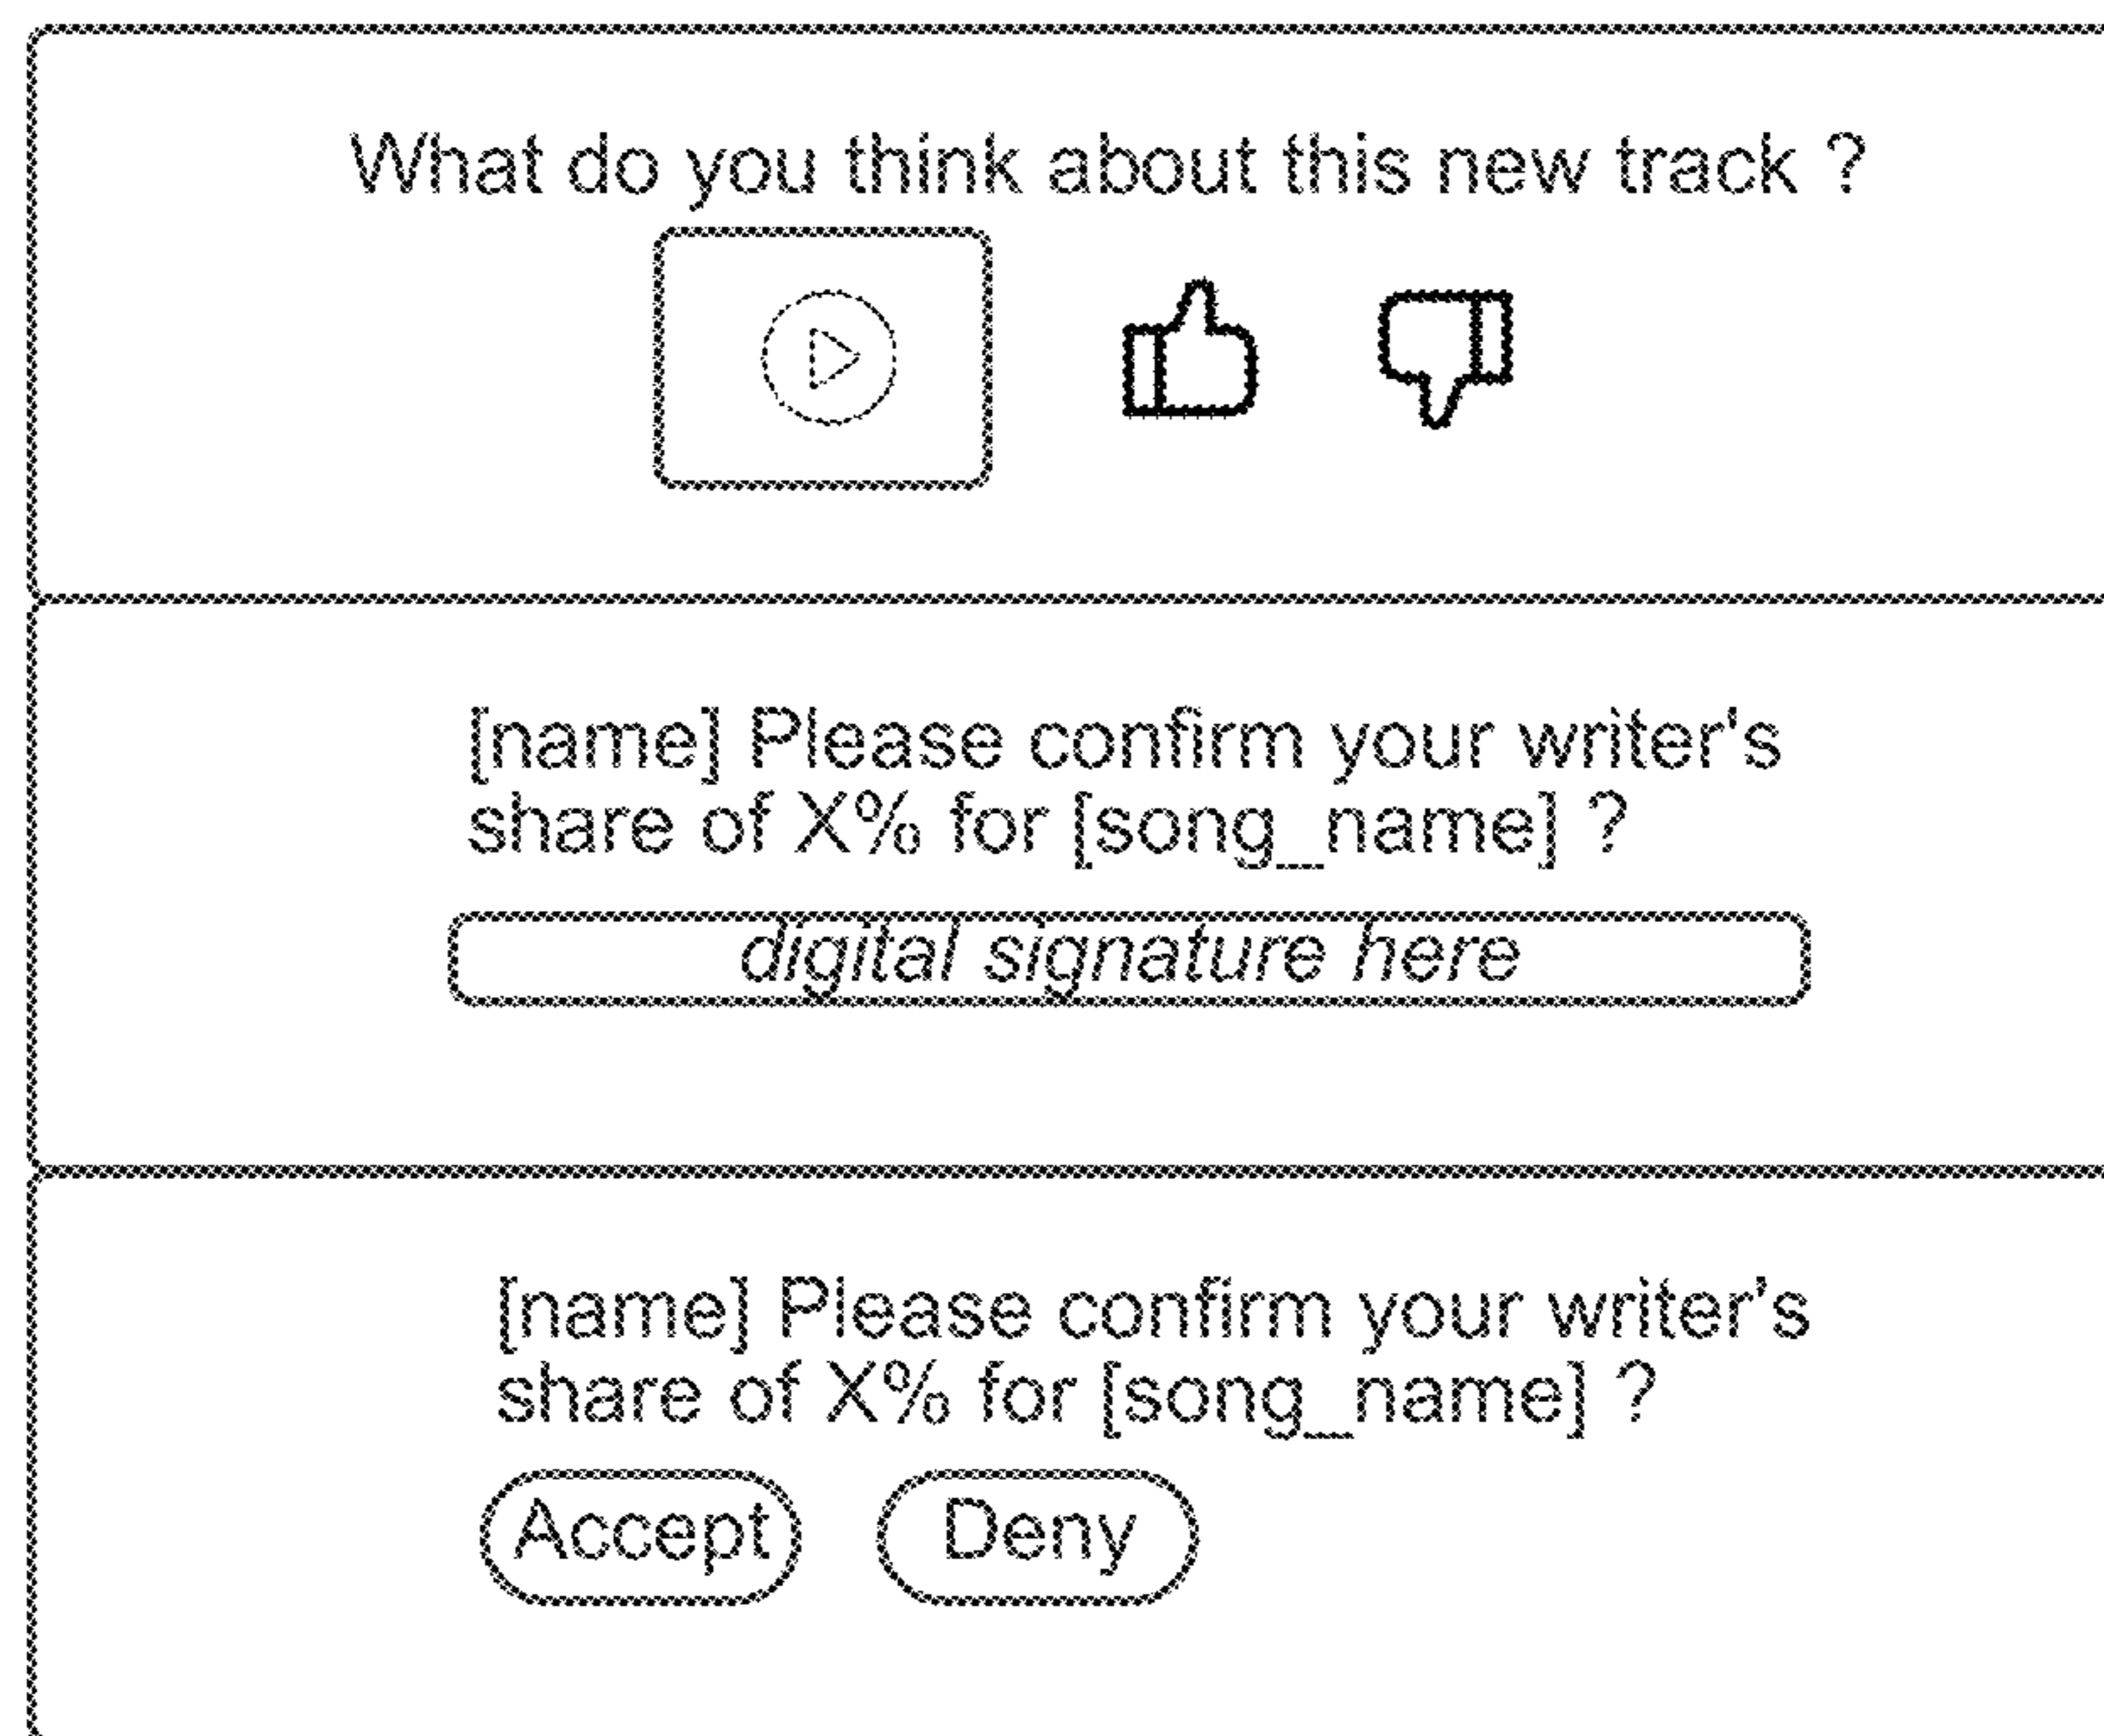 What do you think about this new track ?
[name] Please confirm your writer's
share of X% for [song_name] ?
digital signature here
[name] Please confirm your writer's
share of X% for [song_name] ?
Accept Deny